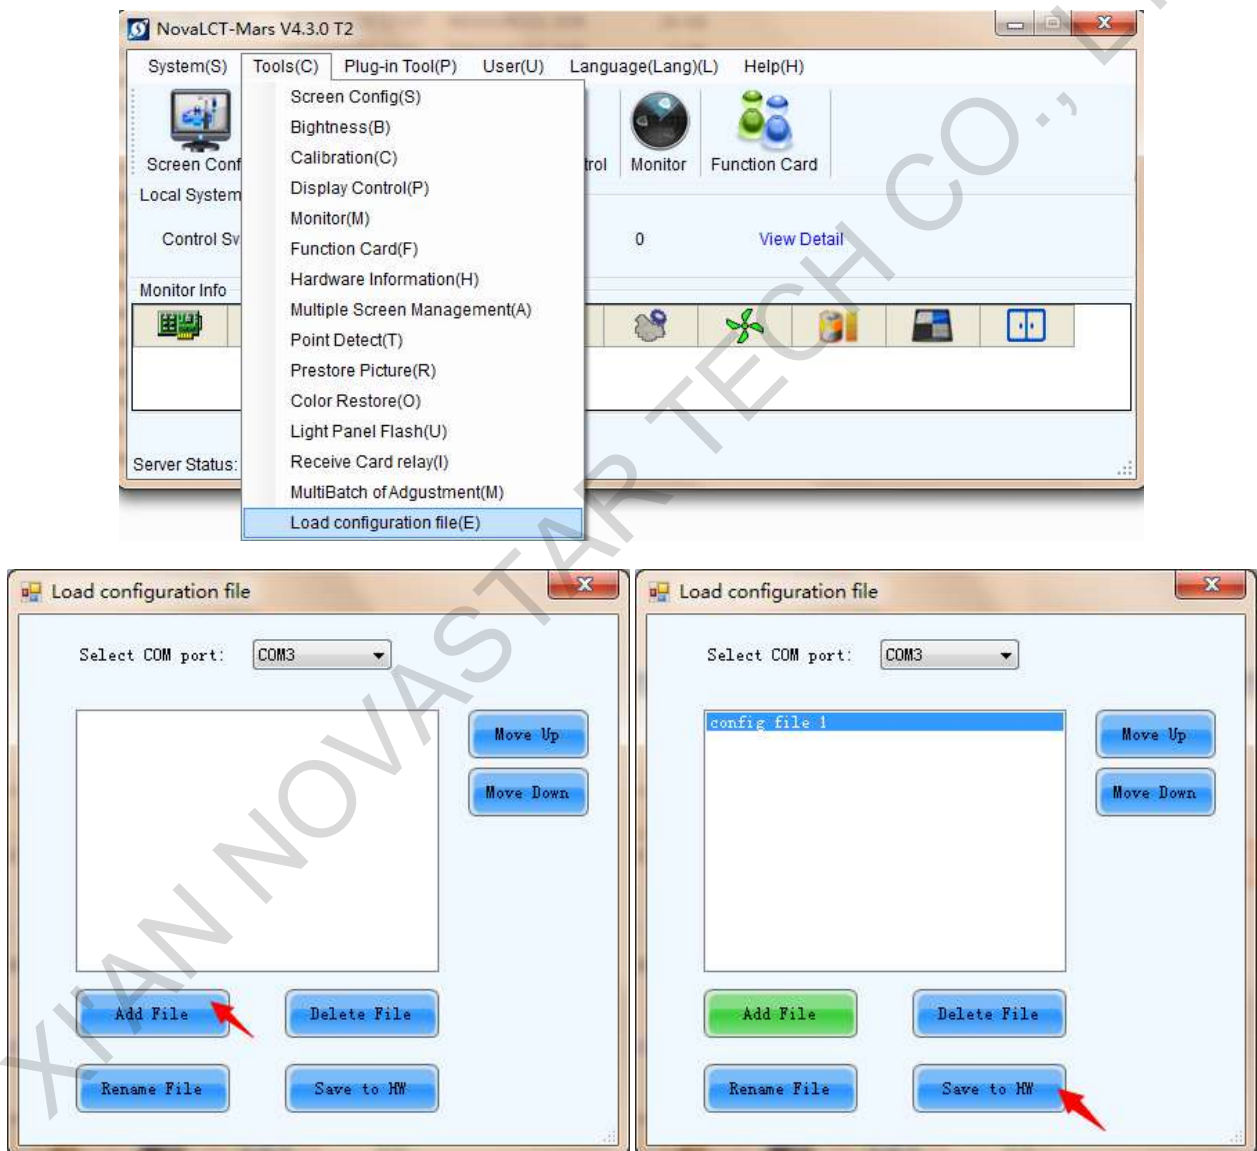 NovaLCT-Mars V4.3.0 T2
System(S) Tools(C) Plug-in Tool(P) User(U) Language(Lang)(L) Help(H)
Screen Config(S)
Bightness(B)
Calibration(C)
Screen Conf
trol Monitor Function Card
Display Control(P)
Local System
Monitor(M)
Control Sy
0 View Detail
Function Card(F)
Hardware Information(H)
Monitor Info
Multiple Screen Management(A)
Point Detect(T)
Prestore Picture(R)
Color Restore(O)
Light Panel Flash(U)
Receive Card relay(I)
Server Status:
MultiBatch of Adgustment(M)
Load configuration file(E)
Load configuration file
Select COM port: COM3
Move Up
Move Down
Add File Delete File
Rename File Save to HW
Load configuration file
Select COM port: COM3
config file 1
Move Up
Move Down
Add File Delete File
Rename File Save to HW
XI'AN NOVASTAR TECH CO., L